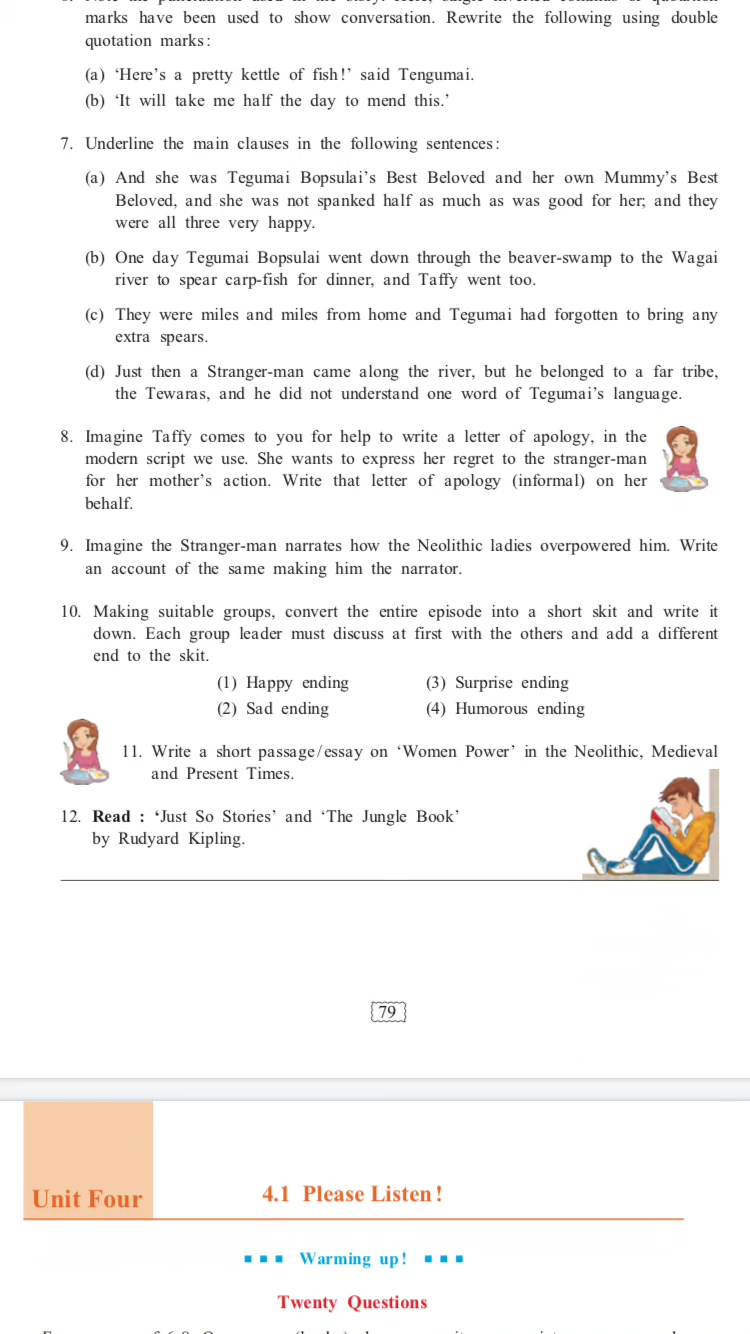 marks have been used to show conversation. Rewrite the following using double
quotation marks :
(a) ‘Here’s a pretty kettle of fish !’ said Tengumai.
(b) ‘It will take me half the day to mend this.’
7. Underline the main clauses in the following sentences :
(a) And she was Tegumai Bopsulai’s Best Beloved and her own Mummy’s Best
Beloved, and she was not spanked half as much as was good for her; and they
were all three very happy.
(b) One day Tegumai Bopsulai went down through the beaver-swamp to the Wagai
river to spear carp-fish for dinner, and Taffy went too.
(c) They were miles and miles from home and Tegumai had forgotten to bring any
extra spears.
(d) Just then a Stranger-man came along the river, but he belonged to a far tribe,
the Tewaras, and he did not understand one word of Tegumai’s language.
8. Imagine Taffy comes to you for help to write a letter of apology, in the
modern script we use. She wants to express her regret to the stranger-man
for her mother’s action. Write that letter of apology (informal) on her
behalf.
9. Imagine the Stranger-man narrates how the Neolithic ladies overpowered him. Write
an account of the same making him the narrator.
10. Making suitable groups, convert the entire episode into a short skit and write it
down. Each group leader must discuss at first with the others and add a different
end to the skit.
(1) Happy ending (3) Surprise ending
(2) Sad ending (4) Humorous ending
11. Write a short passage/essay on ‘Women Power’ in the Neolithic, Medieval
and Present Times.
12. Read : ‘Just So Stories’ and ‘The Jungle Book’
by Rudyard Kipling.
79
Unit Four
4.1 Please Listen !
Warming up !
Twenty Questions